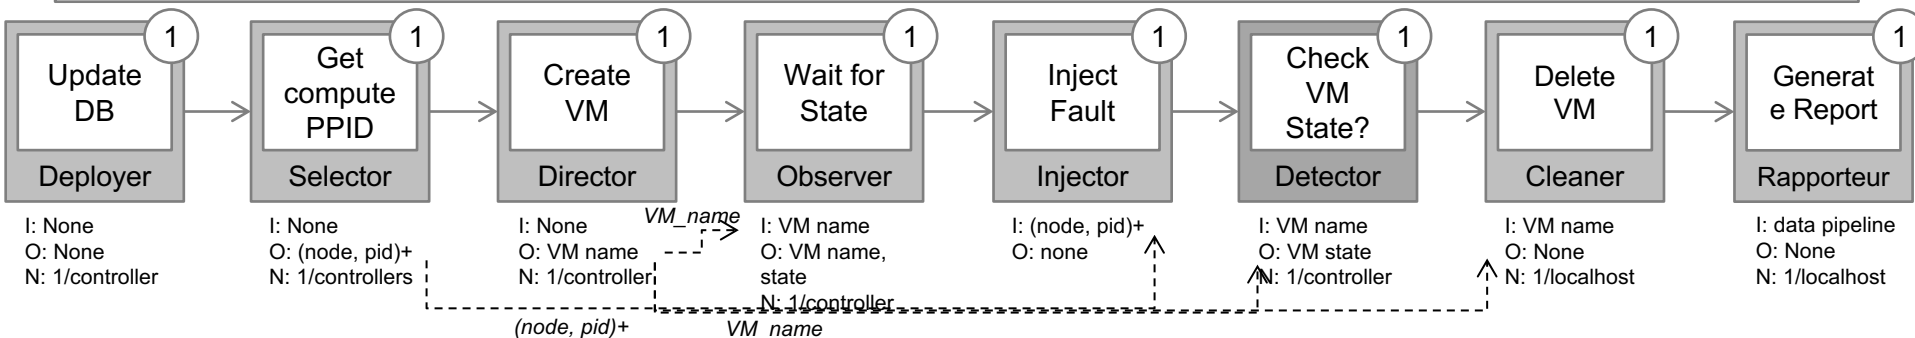 1
Update
DB
Deployer
I: None
O: None
N: 1/controller
1
Get
compute
PPID
Selector
I: None
O: (node, pid)+
N: 1/controllers
1
Create
VM
Director
I: None
O: VM name
N: 1/controller
1
Wait for
State
Observer
I: VM name
O: VM name,
state
N: 1/controller
1
Inject
Fault
Injector
I: (node, pid)+
O: none
1
Check
VM
State?
Detector
I: VM name
O: VM state
N: 1/controller
1
Delete
VM
Cleaner
I: VM name
O: None
N: 1/localhost
1
Generat
e Report
Rapporteur
I: data pipeline
O: None
N: 1/localhost
VM_name
(node, pid)+
VM_name